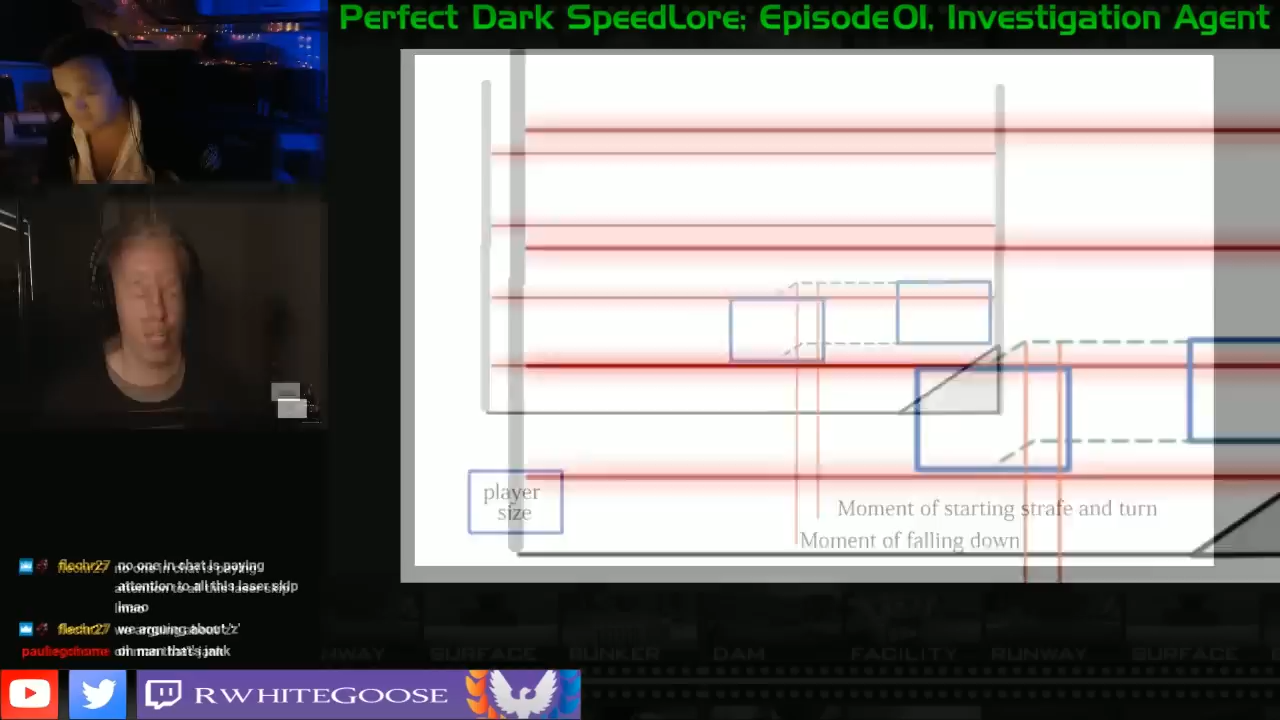 Perfect Dark SpeedLore; Episode 01, Investigation Agent
player
size
Moment of starting strafe and turn
Moment of falling down
flechr27 no one in chat is paying
attention to all this laser skip
lmao
flechr27 we arguing about 'z'
pauliegohome oh man that's jank
SURFACE BUNKER DAM FACILITY RUNWAY SURFACE
RWHITEGOOSE